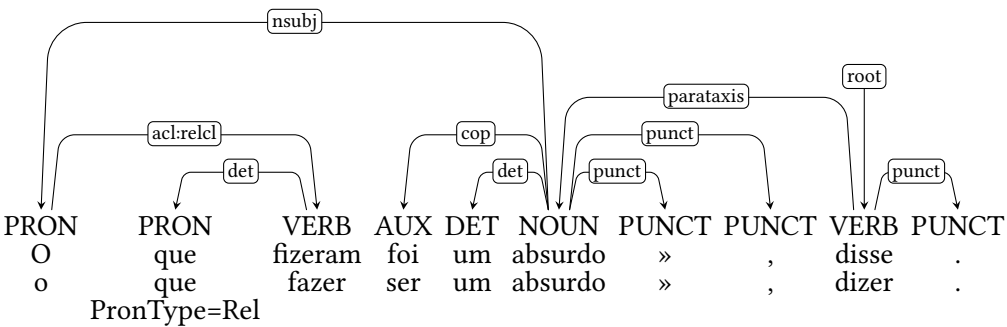 nsubj
root
parataxis
acl:relcl cop punct
det det punct punct
PRON PRON VERB AUX DET NOUN PUNCT PUNCT VERB PUNCT
O que fizeram foi um absurdo » , disse .
o que fazer ser um absurdo » , dizer .
PronType=Rel